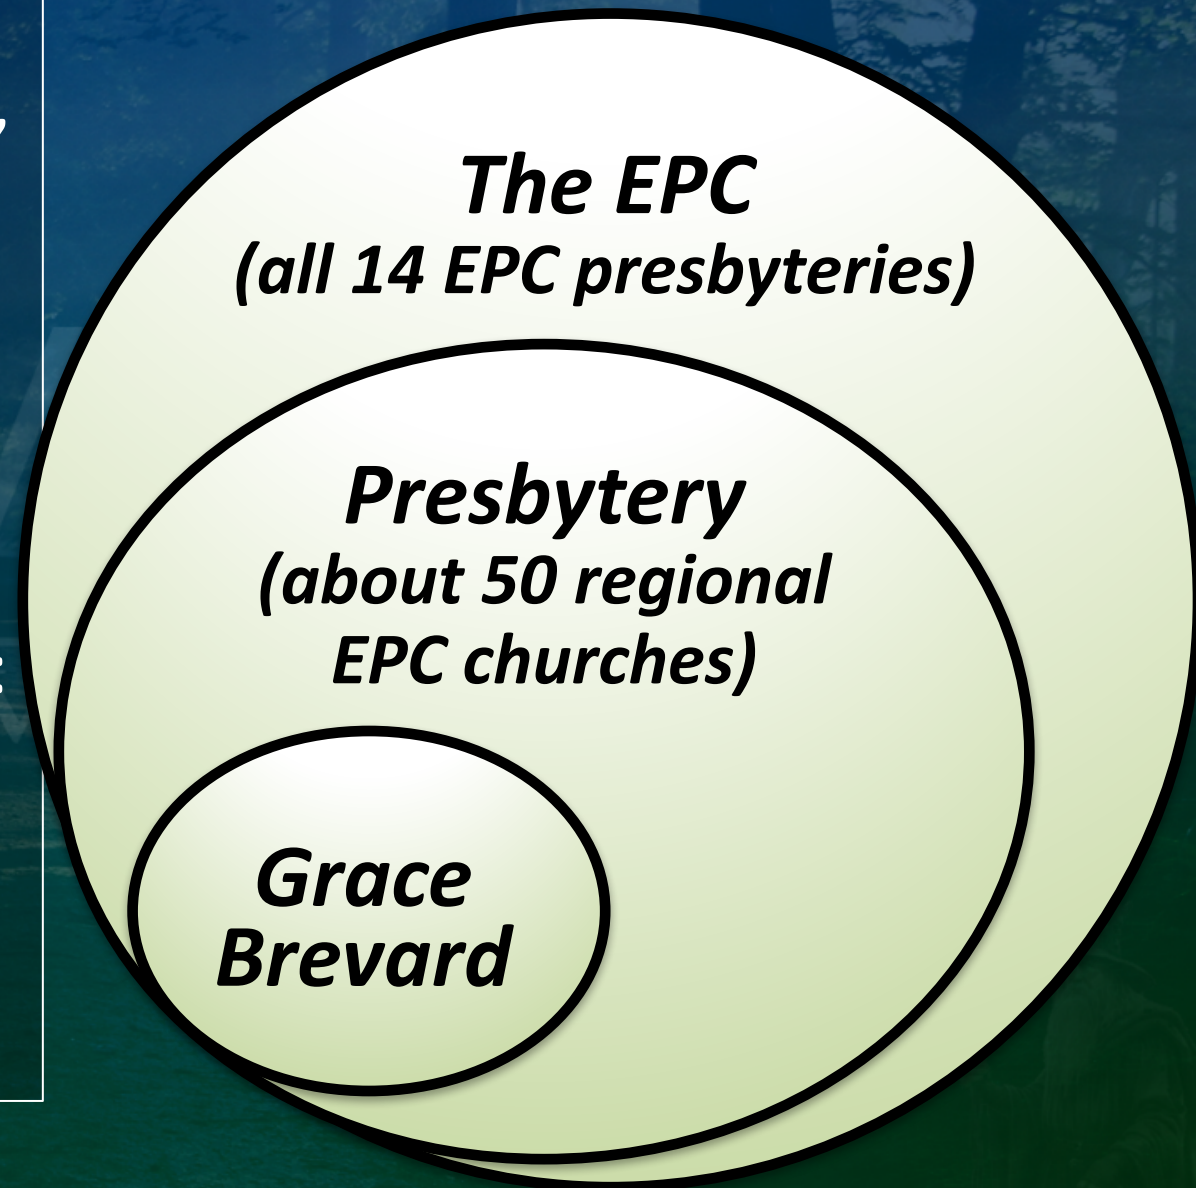 The EPC
(all 14 EPC presbyteries)
Presbytery
(about 50 regional
EPC churches)
Grace
Brevard